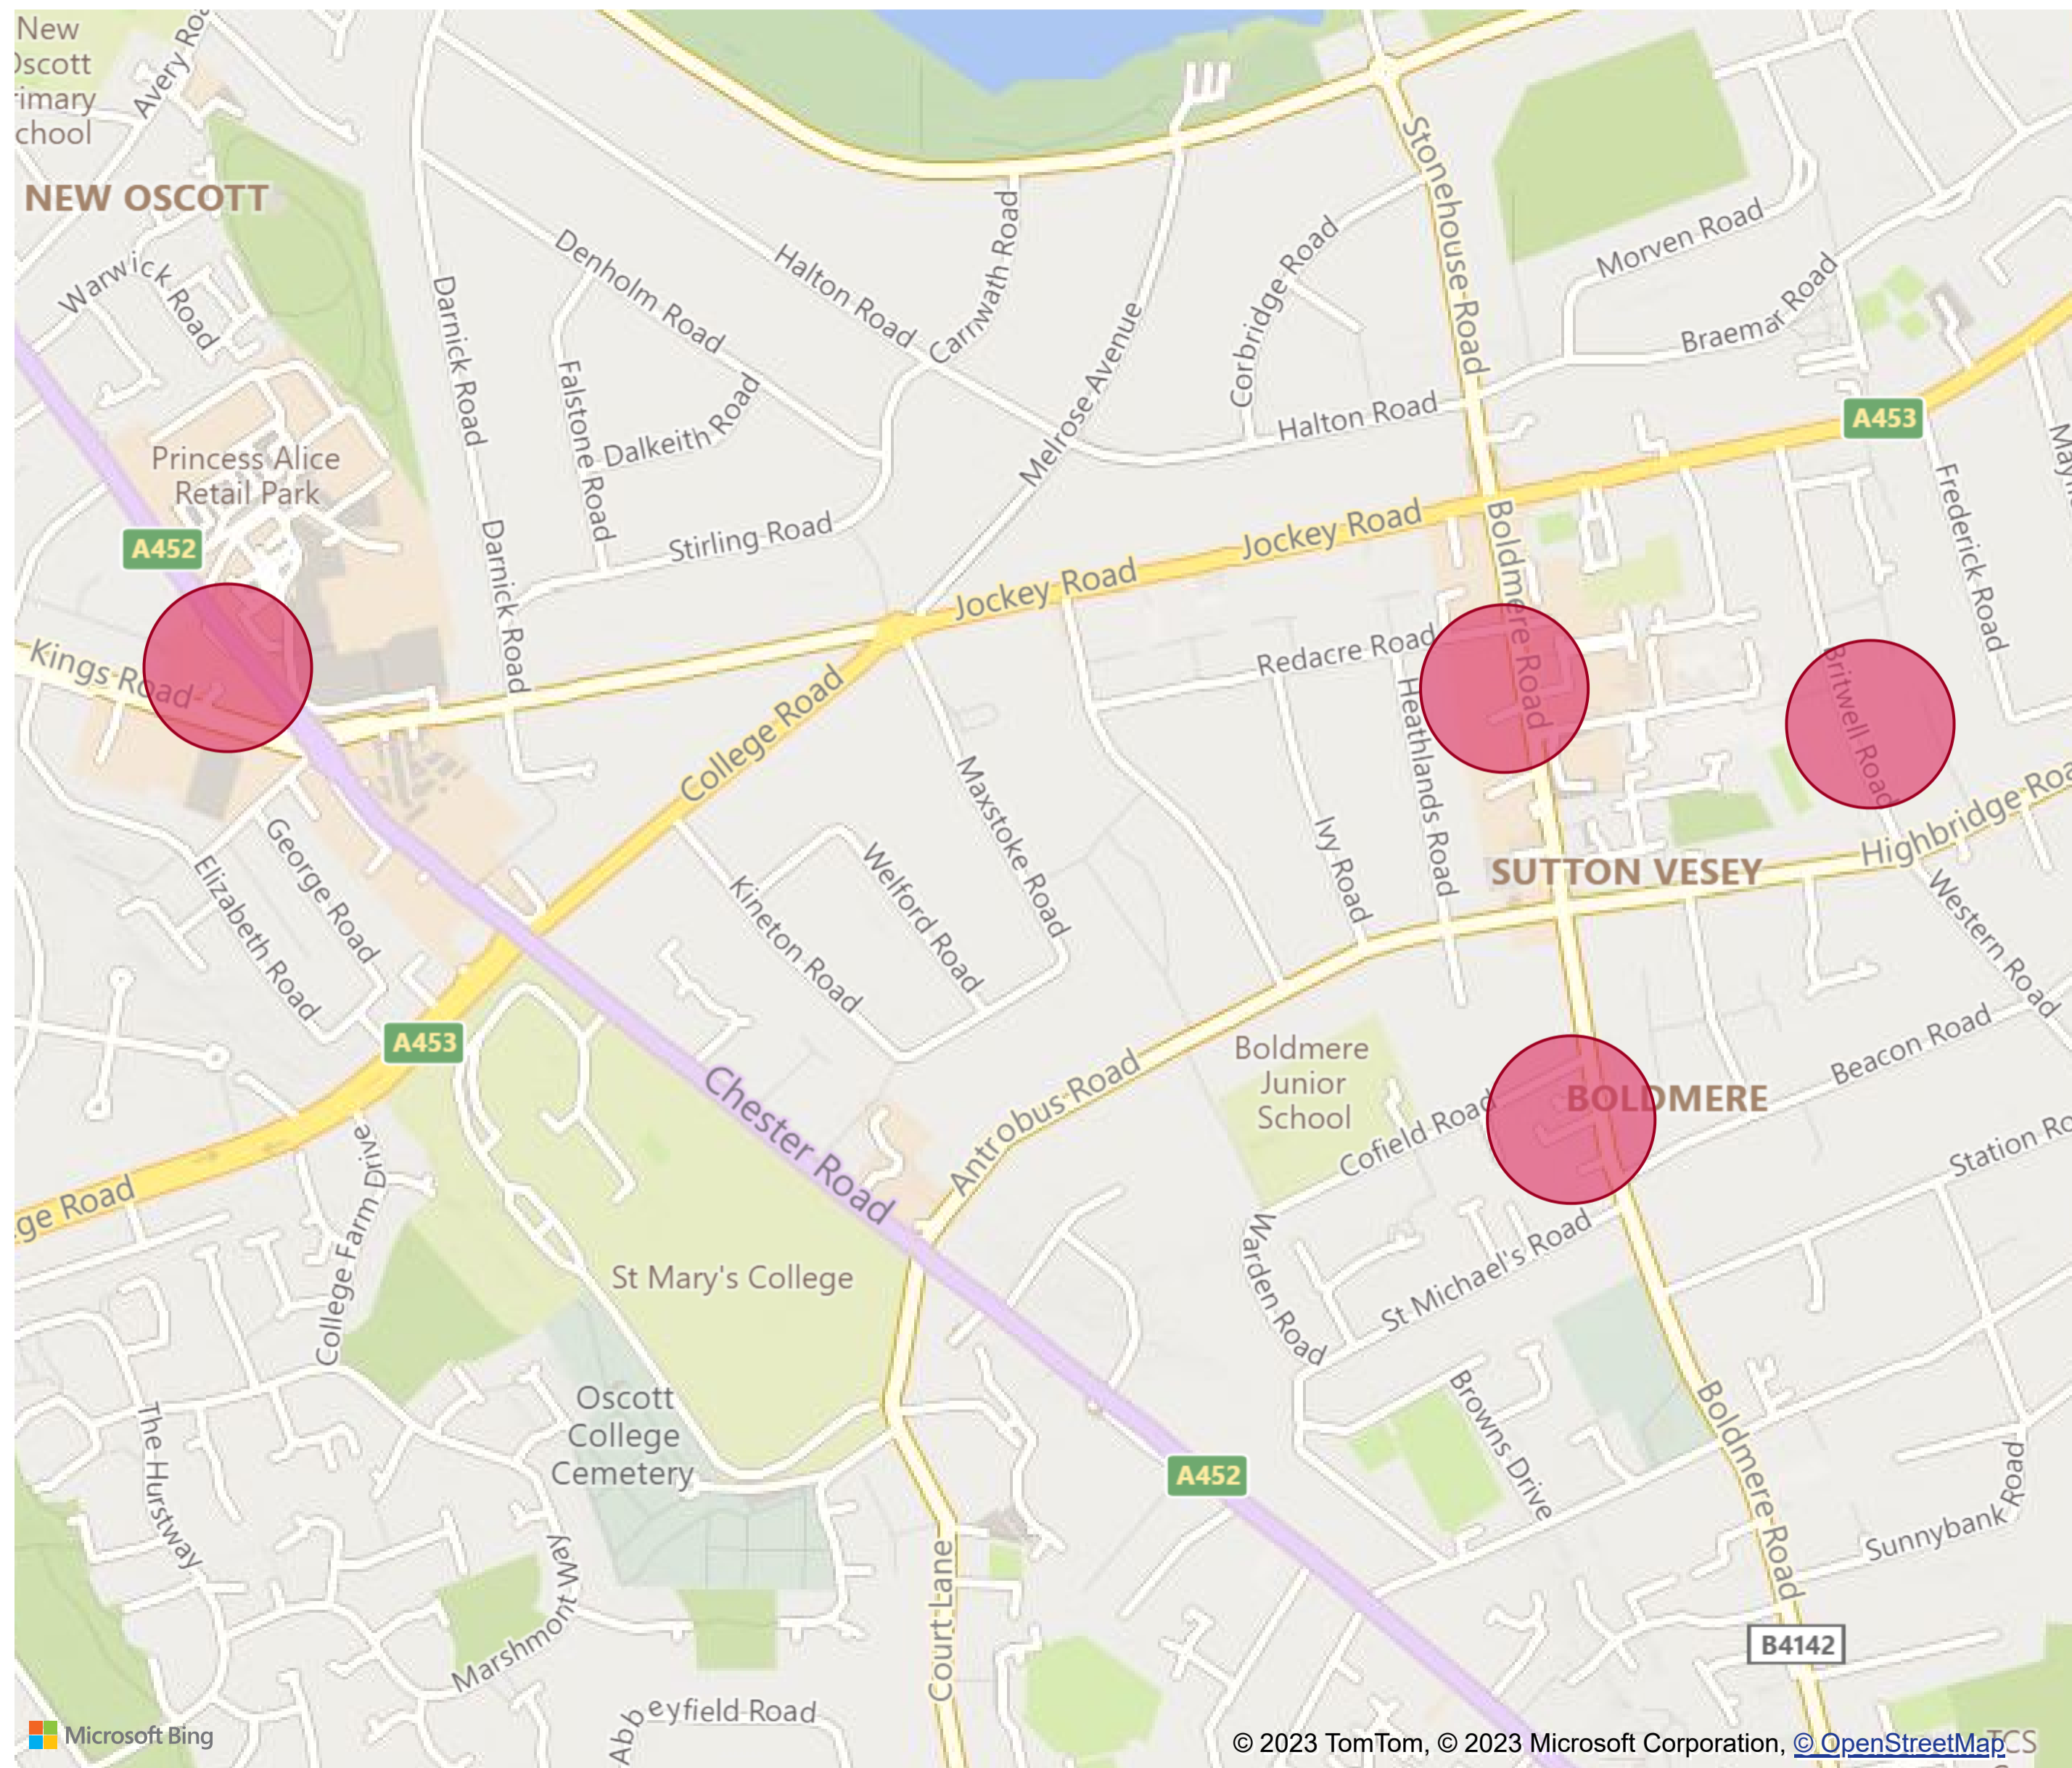 New
Oscott
Primary
School
Avery Roa
NEW OSCOTT
Warwick Road
Stonehouse Road
Denholm Road
Halton Road
Carnwath Road
Corbridge Road
Morven Road
Braemar Road
Darnick Road
Melrose Avenue
Falstone Road
Dalkeith Road
Halton Road
A453
Princess Alice
Retail Park
A452
Darnick Road
Stirling Road
Jockey Road
Jockey Road
Boldmere Road
Frederick Road
Kings Road
Redacre Road
Heathlands Road
Britwell Road
College Road
Maxstoke Road
Ivy Road
Highbridge Roa
SUTTON VESEY
George Road
Elizabeth Road
Kineton Road
Welford Road
Western Road
A453
Chester Road
Antrobus Road
Boldmere
Junior
School
Cofield Road
BOLDMERE
Beacon Road
Station Ro
ge Road
College Farm Drive
St Mary's College
Warden Road
St Michael's Road
Oscott
College
Cemetery
The Hurstway
A452
Browns Drive
Boldmere Road
Sunnybank Road
Marshmont Way
Court Lane
B4142
Abbeyfield Road
Microsoft Bing
© 2023 TomTom, © 2023 Microsoft Corporation, © OpenStreetMap
TCS